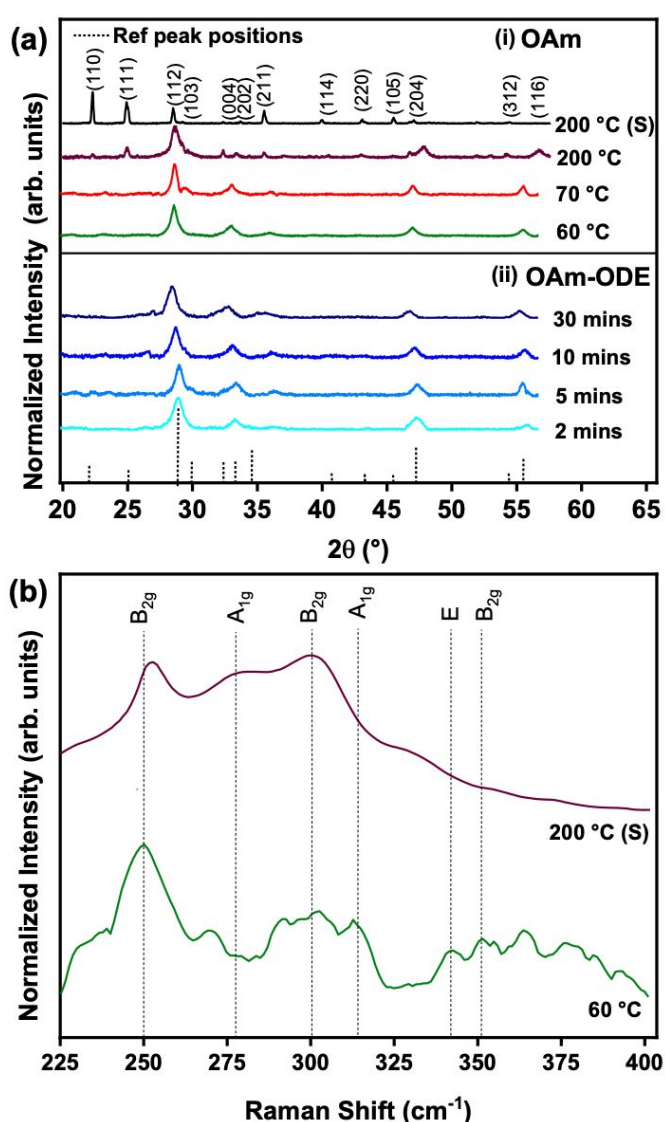 (a)
Ref peak positions
(i) OAm
(110)
(111)
(112)
(103)
(004)
(202)
(211)
(114)
(220)
(105)
(204)
(312)
(116)
200 °C (S)
200 °C
70 °C
60 °C
(ii) OAm-ODE
30 mins
10 mins
5 mins
2 mins
Normalized Intensity (arb. units)
20 25 30 35 40 45 50 55 60 65
2θ (°)
(b)
B2g
A1g
B2g
A1g
E
B2g
200 °C (S)
60 °C
Normalized Intensity (arb. units)
225 250 275 300 325 350 375 400
Raman Shift (cm-1)